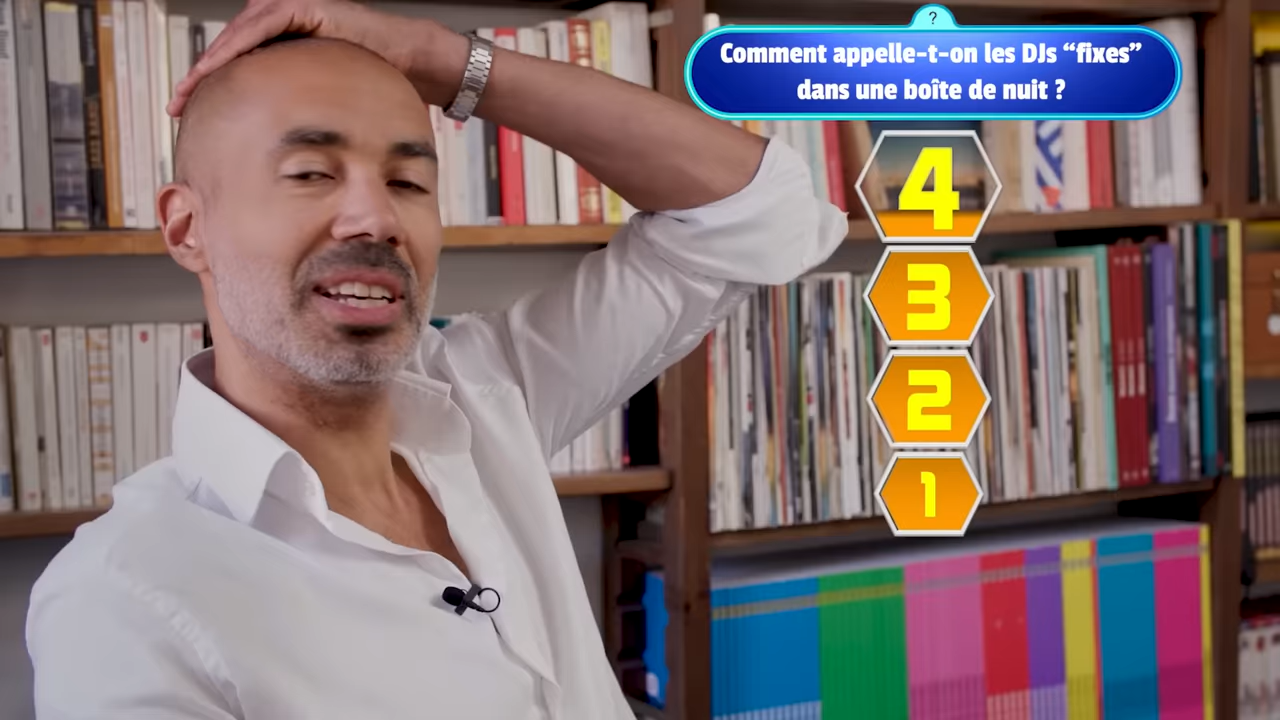 ?
Comment appelle-t-on les DJs “fixes”
dans une boîte de nuit ?
4
3
2
1